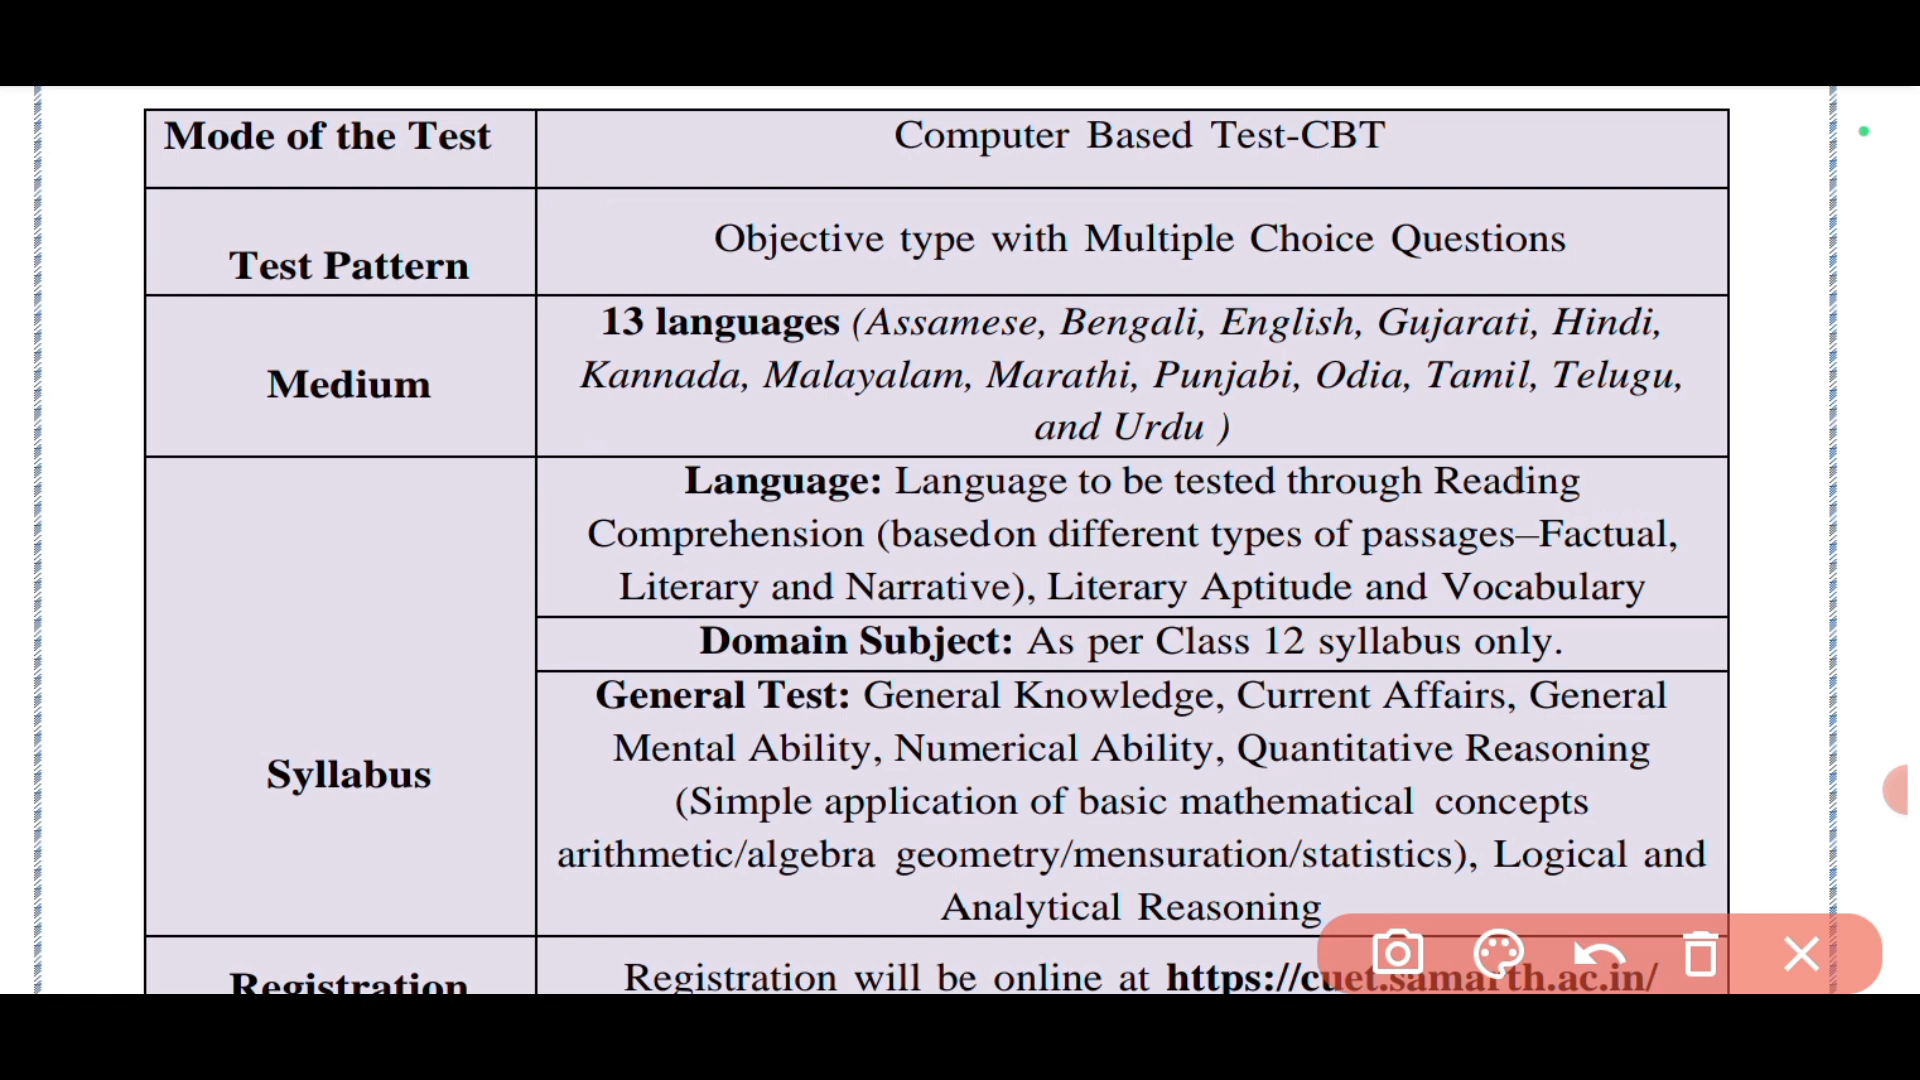 Mode of the Test
Computer Based Test-CBT
Test Pattern
Objective type with Multiple Choice Questions
Medium
13 languages (Assamese, Bengali, English, Gujarati, Hindi,
Kannada, Malayalam, Marathi, Punjabi, Odia, Tamil, Telugu,
and Urdu )
Syllabus
Language: Language to be tested through Reading
Comprehension (basedon different types of passages–Factual,
Literary and Narrative), Literary Aptitude and Vocabulary
Domain Subject: As per Class 12 syllabus only.
General Test: General Knowledge, Current Affairs, General
Mental Ability, Numerical Ability, Quantitative Reasoning
(Simple application of basic mathematical concepts
arithmetic/algebra geometry/mensuration/statistics), Logical and
Analytical Reasoning
Registration
Registration will be online at https://cuet.samarth.ac.in/